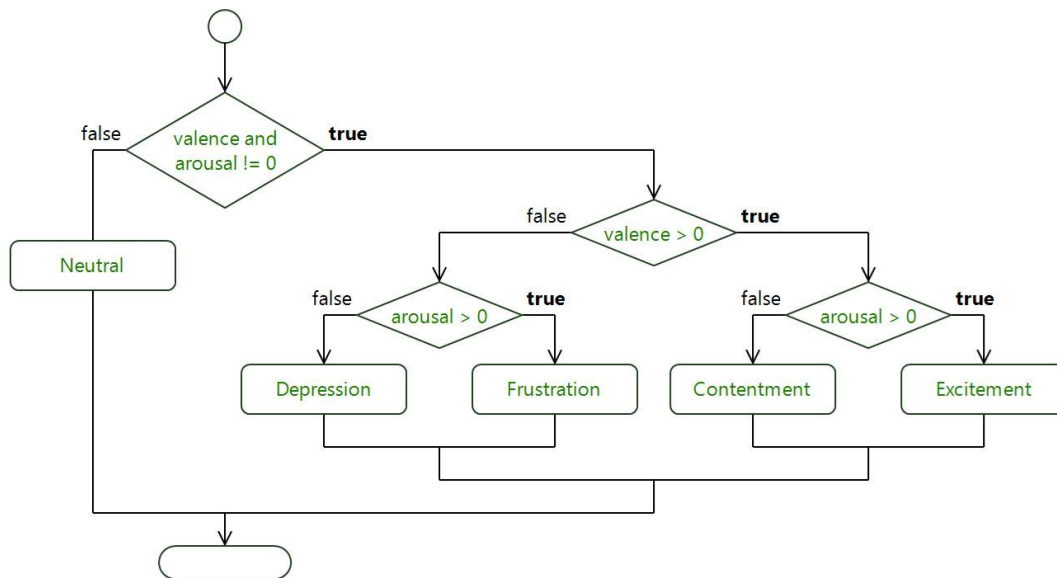 false
valence and
arousal != 0
true
false
valence > 0
true
Neutral
false
arousal > 0
true
false
arousal > 0
true
Depression
Frustration
Contentment
Excitement